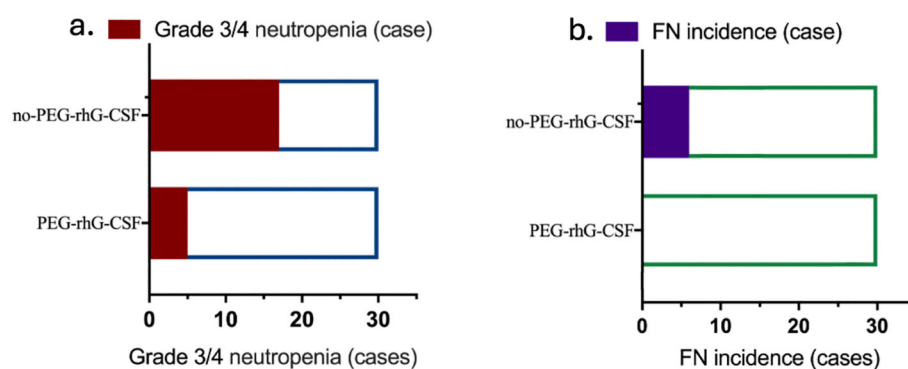 a. Grade 3/4 neutropenia (case)
no-PEG-rhG-CSF
PEG-rhG-CSF
0 10 20 30
Grade 3/4 neutropenia (cases)
b. FN incidence (case)
no-PEG-rhG-CSF
PEG-rhG-CSF
0 10 20 30
FN incidence (cases)